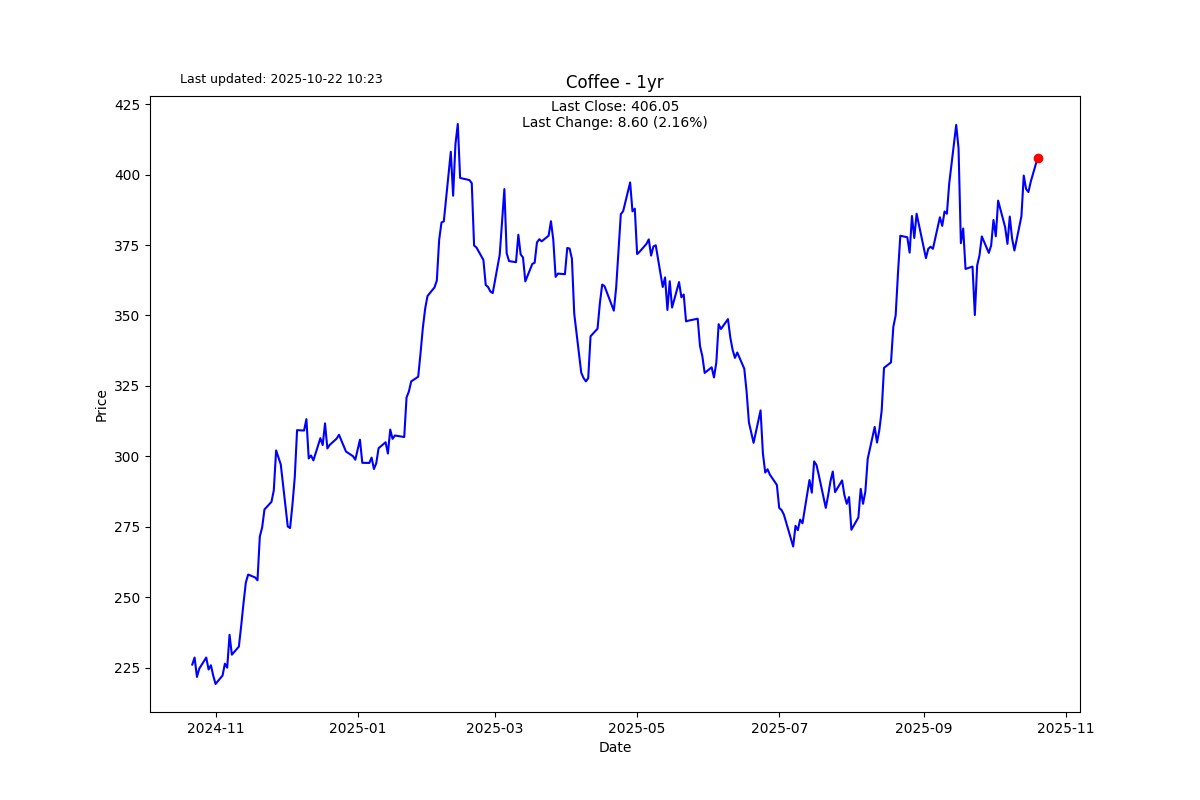 Last updated: 2025-10-22 10:23
Coffee - 1yr
Last Close: 406.05
Last Change: 8.60 (2.16%)
425
400
375
350
325
300
275
250
225
Price
2024-11
2025-01
2025-03
2025-05
2025-07
2025-09
2025-11
Date